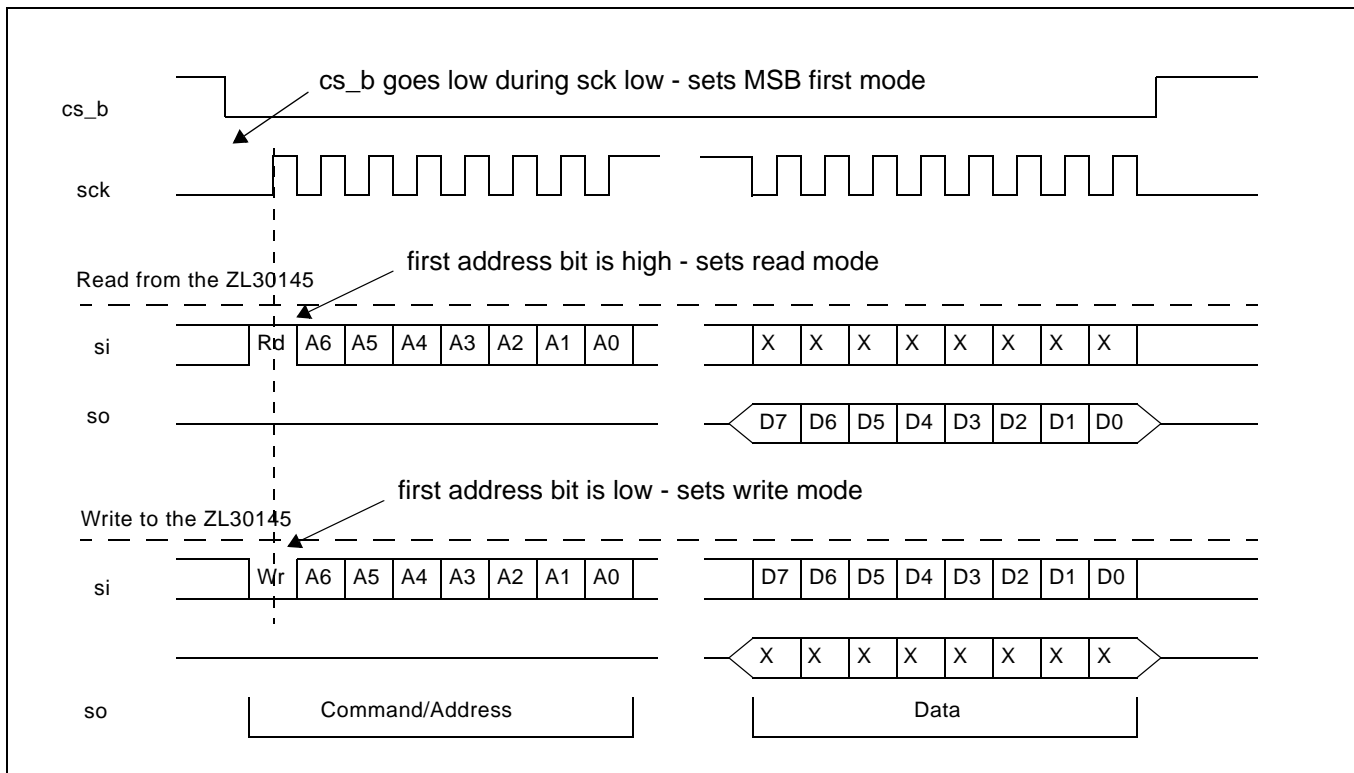 cs_b goes low during sck low - sets MSB first mode
cs_b
sck
first address bit is high - sets read mode
Read from the ZL30145
si Rd A6 A5 A4 A3 A2 A1 A0 X X X X X X X X
so D7 D6 D5 D4 D3 D2 D1 D0
first address bit is low - sets write mode
Write to the ZL30145
si Wr A6 A5 A4 A3 A2 A1 A0 D7 D6 D5 D4 D3 D2 D1 D0
X X X X X X X X
so Command/Address Data